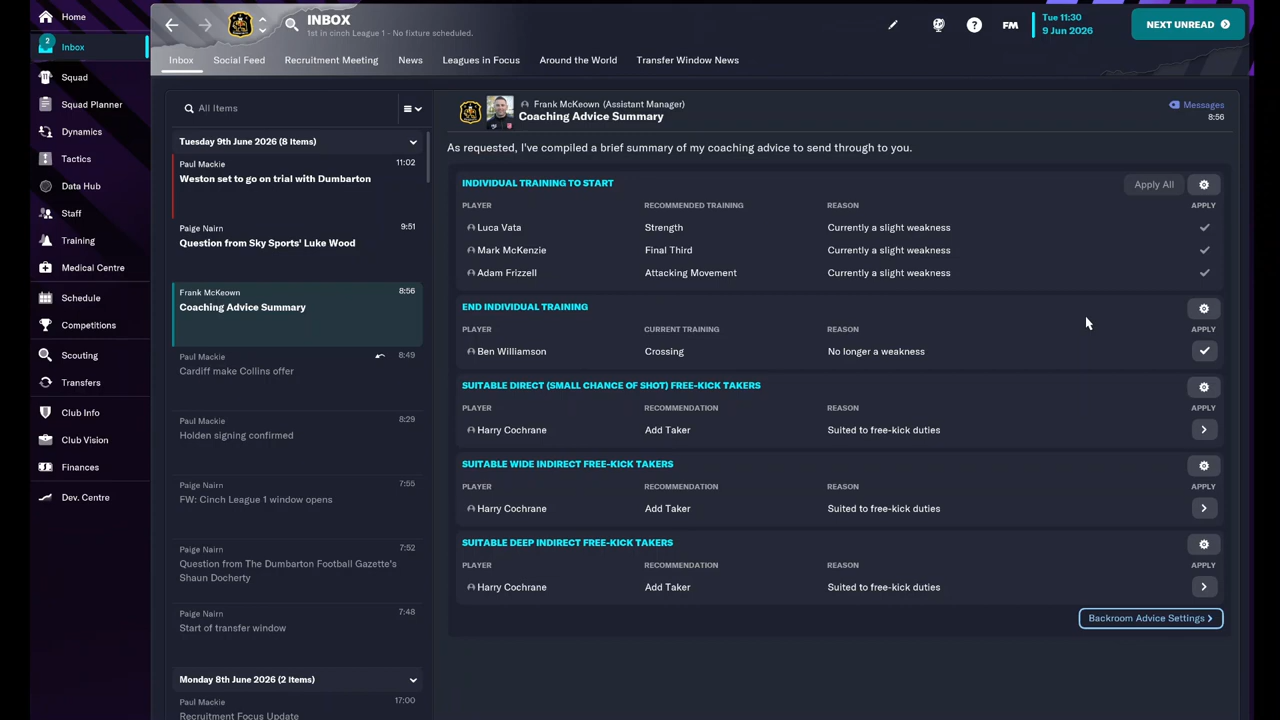 Home
2
Inbox
Squad
Squad Planner
Dynamics
Tactics
Data Hub
Staff
Training
Medical Centre
Schedule
Competitions
Scouting
Transfers
Club Info
Club Vision
Finances
Dev. Centre
INBOX
1st in cinch League 1 - No fixture scheduled.
FM
Tue 11:30
9 Jun 2026
NEXT UNREAD
Inbox
Social Feed
Recruitment Meeting
News
Leagues in Focus
Around the World
Transfer Window News
All Items
Tuesday 9th June 2026 (8 Items)
Paul Mackie 11:02
Weston set to go on trial with Dumbarton
Paige Nairn 9:51
Question from Sky Sports' Luke Wood
Frank McKeown 8:56
Coaching Advice Summary
Paul Mackie 8:49
Cardiff make Collins offer
Paul Mackie 8:29
Holden signing confirmed
Paige Nairn 7:55
FW: Cinch League 1 window opens
Paige Nairn 7:52
Question from The Dumbarton Football Gazette's
Shaun Docherty
Paige Nairn 7:48
Start of transfer window
Monday 8th June 2026 (2 Items)
Paul Mackie 17:00
Recruitment Focus Update
Frank McKeown (Assistant Manager)
Coaching Advice Summary
Messages
8:56
As requested, I've compiled a brief summary of my coaching advice to send through to you.
INDIVIDUAL TRAINING TO START
Apply All
PLAYER RECOMMENDED TRAINING REASON APPLY
Luca Vata Strength Currently a slight weakness
Mark McKenzie Final Third Currently a slight weakness
Adam Frizzell Attacking Movement Currently a slight weakness
END INDIVIDUAL TRAINING
PLAYER CURRENT TRAINING REASON APPLY
Ben Williamson Crossing No longer a weakness
SUITABLE DIRECT (SMALL CHANCE OF SHOT) FREE-KICK TAKERS
PLAYER RECOMMENDATION REASON APPLY
Harry Cochrane Add Taker Suited to free-kick duties
SUITABLE WIDE INDIRECT FREE-KICK TAKERS
PLAYER RECOMMENDATION REASON APPLY
Harry Cochrane Add Taker Suited to free-kick duties
SUITABLE DEEP INDIRECT FREE-KICK TAKERS
PLAYER RECOMMENDATION REASON APPLY
Harry Cochrane Add Taker Suited to free-kick duties
Backroom Advice Settings